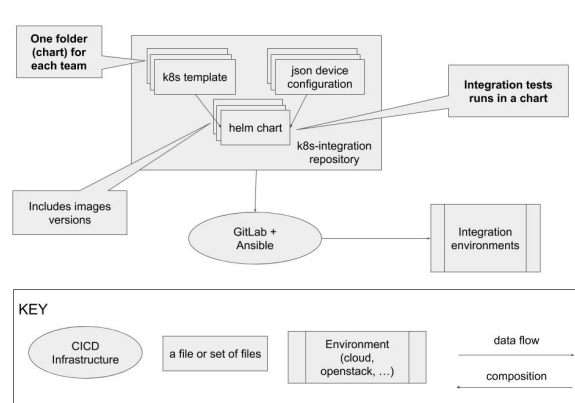 One folder
(chart) for
each team
k8s template
json device
configuration
Integration tests
runs in a chart
helm chart
k8s-integration
repository
Includes images
versions
GitLab +
Ansible
Integration
environments
KEY
CICD
Infrastructure
a file or set of files
Environment
(cloud,
openstack, ...)
data flow
composition